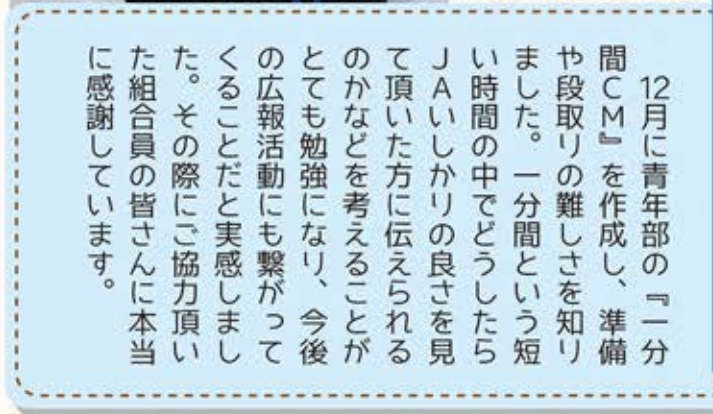 12月に青年部の『一分
間CM』を作成し、準備
や段取りの難しさを知り
ました。一分間という短
い時間の中でどうしたら
JAいしかりの良さを見
て頂いた方に伝えられる
のかなどを考えることが
とても勉強になり、今後
の広報活動にも繋がって
くることだと実感しまし
た。その際にご協力頂い
た組合員の皆さんに本当
に感謝しています。